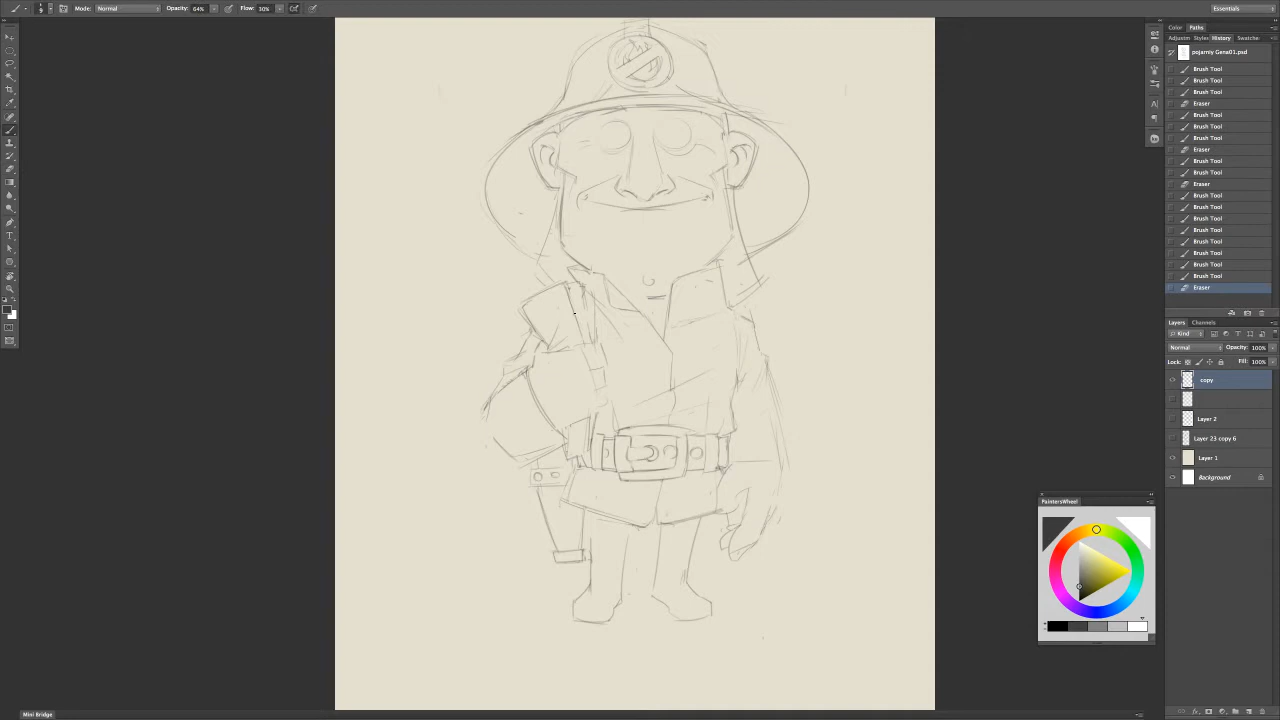 Mode: Normal Opacity: 64% Flow: 30% Essentials
Color Paths
Adjustm Styles History Swatche
pojarniy Gena01.psd
Brush Tool
Brush Tool
Brush Tool
Eraser
Brush Tool
Brush Tool
Brush Tool
Eraser
Brush Tool
Brush Tool
Eraser
Brush Tool
Brush Tool
Brush Tool
Brush Tool
Brush Tool
Brush Tool
Brush Tool
Brush Tool
Eraser
Layers Channels
Kind
Normal Opacity: 100%
Lock: Fill: 100%
copy
Layer 2
Layer 23 copy 6
Layer 1
Background
PaintersWheel
Mini Bridge